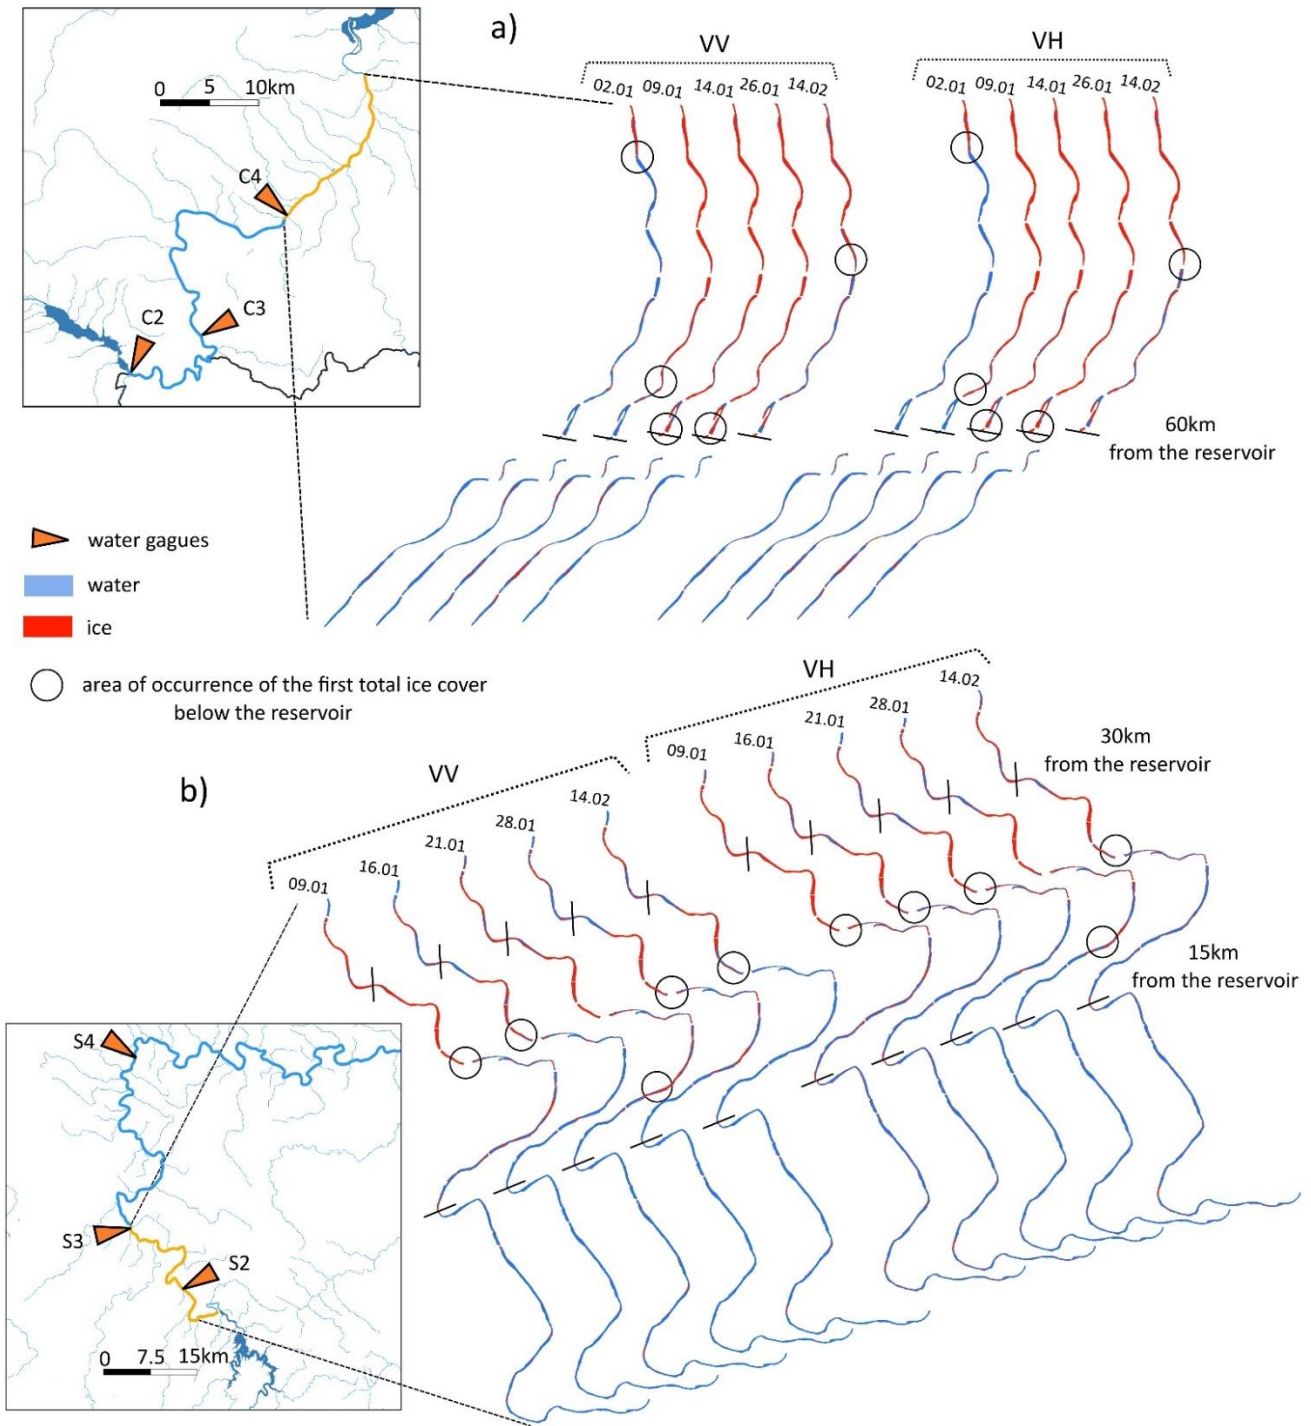 a)
VV
VH
02.01 09.01 14.01 26.01 14.02
02.01 09.01 14.01 26.01 14.02
0 5 10km
C4
C3
C2
60km
from the reservoir
water gagues
water
ice
area of occurrence of the first total ice cover
below the reservoir
b)
VV
VH
09.01 16.01 21.01 28.01 14.02
09.01 16.01 21.01 28.01 14.02
30km
from the reservoir
15km
from the reservoir
S4
S3
S2
0 7.5 15km